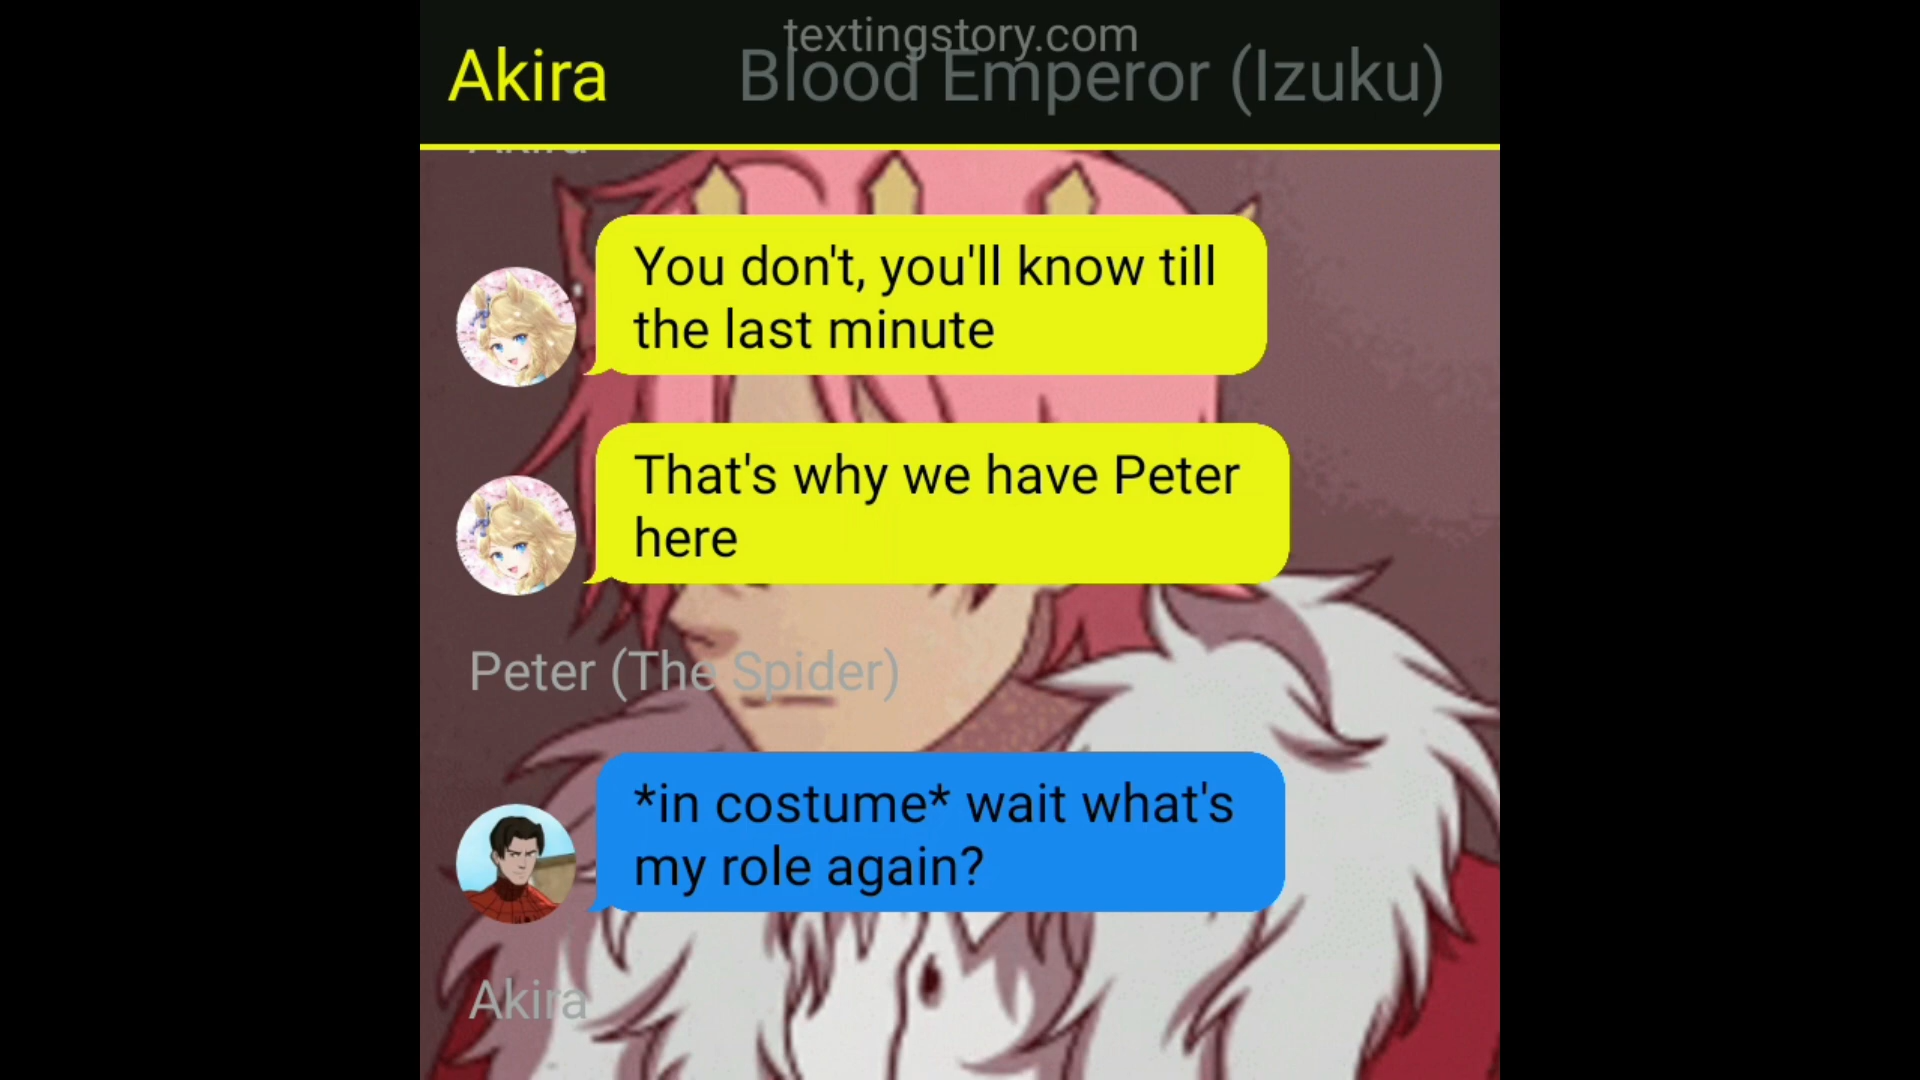 textingstory.com
Akira
Blood Emperor (Izuku)
You don't, you'll know till
the last minute
That's why we have Peter
here
Peter (The Spider)
*in costume* wait what's
my role again?
Akira